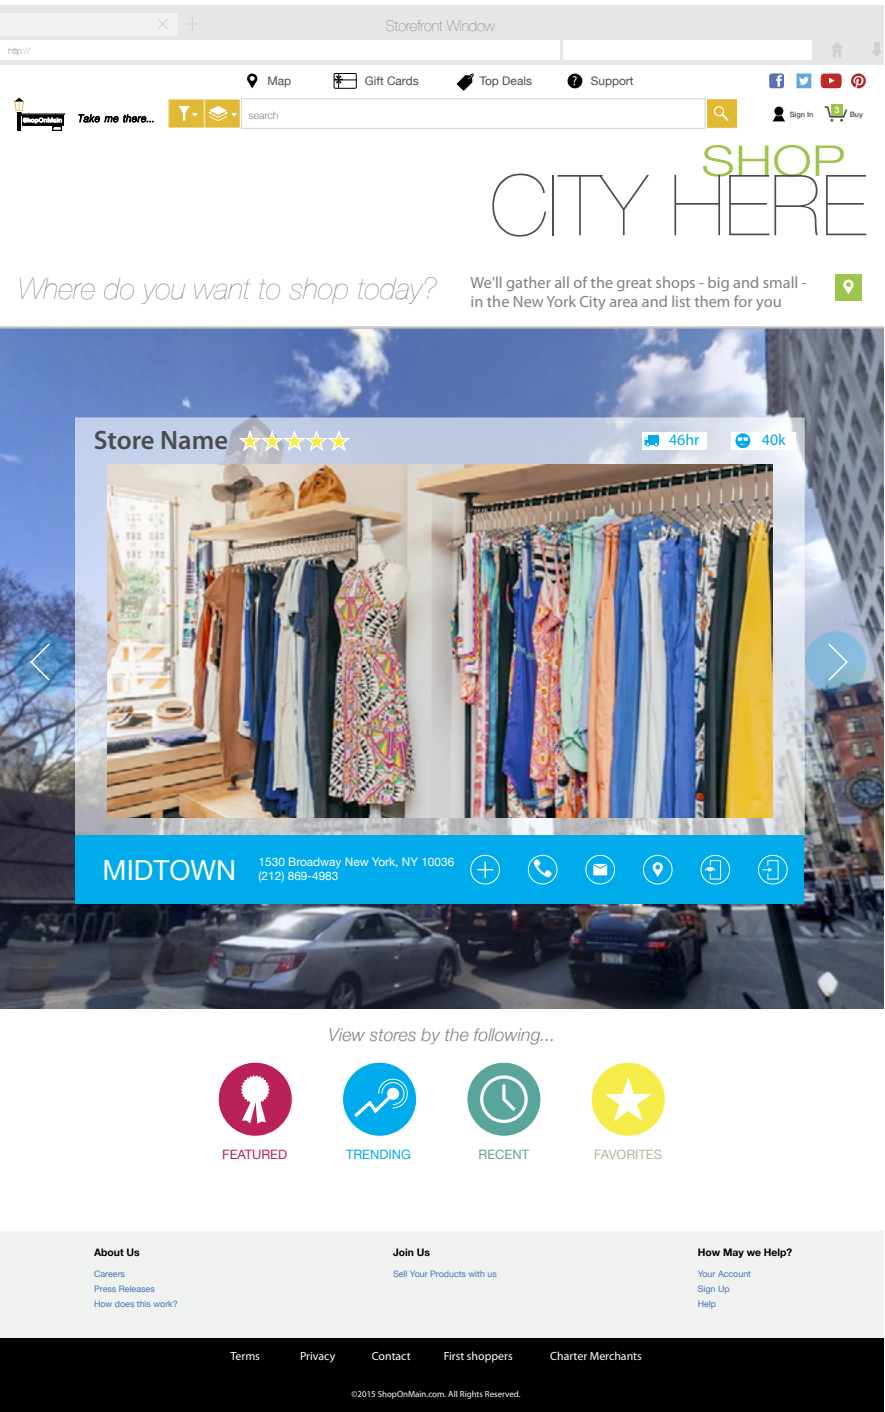 Storefront Window
http://
Map
Gift Cards
Top Deals
Support
ShopOnMain
Take me there...
search
Sign In
3
Buy
SHOP
CITY HERE
Where do you want to shop today?
We'll gather all of the great shops - big and small -
in the New York City area and list them for you
Store Name
46hr
40k
MIDTOWN
1530 Broadway New York, NY 10036
(212) 869-4983
View stores by the following...
FEATURED
TRENDING
RECENT
FAVORITES
About Us
Careers
Press Releases
How does this work?
Join Us
Sell Your Products with us
How May we Help?
Your Account
Sign Up
Help
Terms
Privacy
Contact
First shoppers
Charter Merchants
©2015 ShopOnMain.com. All Rights Reserved.